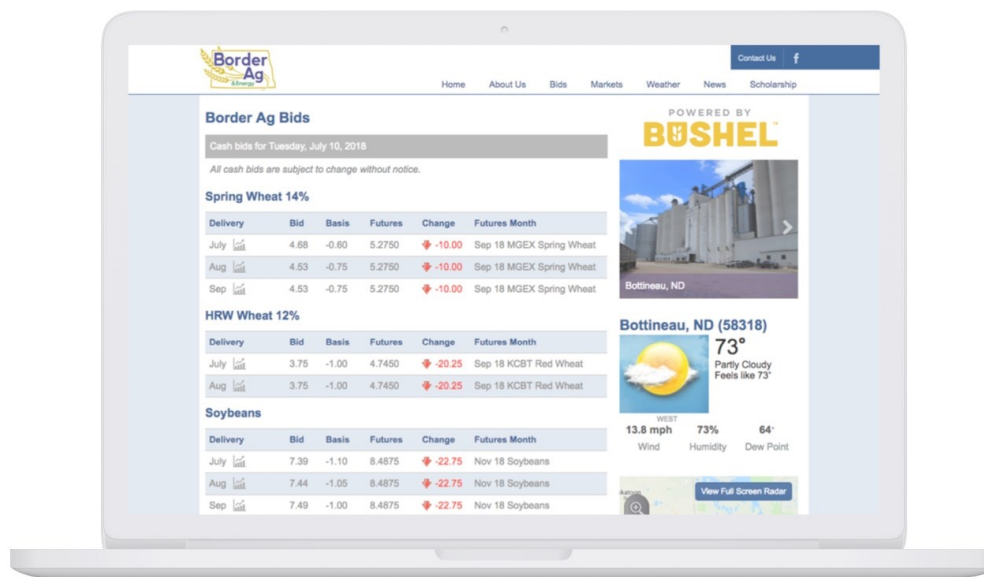 Border
Ag
& Energy
Contact Us f
Home About Us Bids Markets Weather News Scholarship
Border Ag Bids
Cash bids for Tuesday, July 10, 2018
All cash bids are subject to change without notice.
Spring Wheat 14%
Delivery Bid Basis Futures Change Futures Month
July 4.68 -0.60 5.2750 -10.00 Sep 18 MGEX Spring Wheat
Aug 4.53 -0.75 5.2750 -10.00 Sep 18 MGEX Spring Wheat
Sep 4.53 -0.75 5.2750 -10.00 Sep 18 MGEX Spring Wheat
HRW Wheat 12%
Delivery Bid Basis Futures Change Futures Month
July 3.75 -1.00 4.7450 -20.25 Sep 18 KCBT Red Wheat
Aug 3.75 -1.00 4.7450 -20.25 Sep 18 KCBT Red Wheat
Soybeans
Delivery Bid Basis Futures Change Futures Month
July 7.39 -1.10 8.4875 -22.75 Nov 18 Soybeans
Aug 7.44 -1.05 8.4875 -22.75 Nov 18 Soybeans
Sep 7.49 -1.00 8.4875 -22.75 Nov 18 Soybeans
POWERED BY
BUSHEL™
Bottineau, ND
Bottineau, ND (58318)
73°
Partly Cloudy
Feels like 73°
WEST
13.8 mph 73% 64°
Wind Humidity Dew Point
View Full Screen Radar